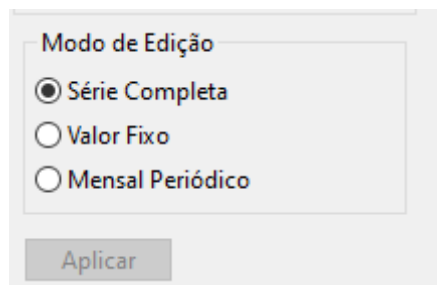 Modo de Edição
Série Completa
Valor Fixo
Mensal Periódico
Aplicar